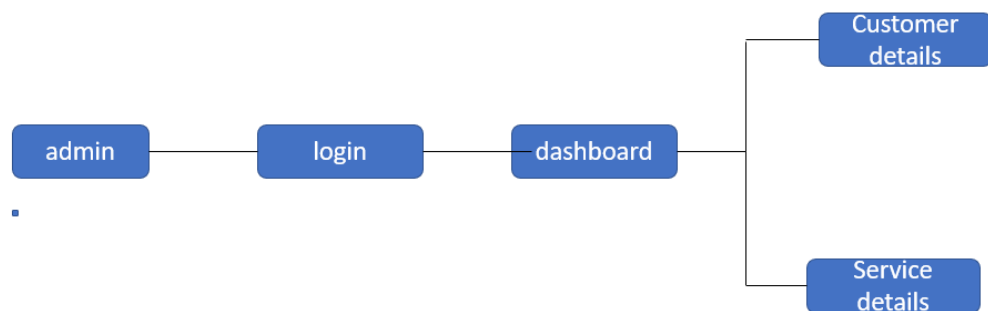 admin
login
dashboard
Customer
details
Service
details